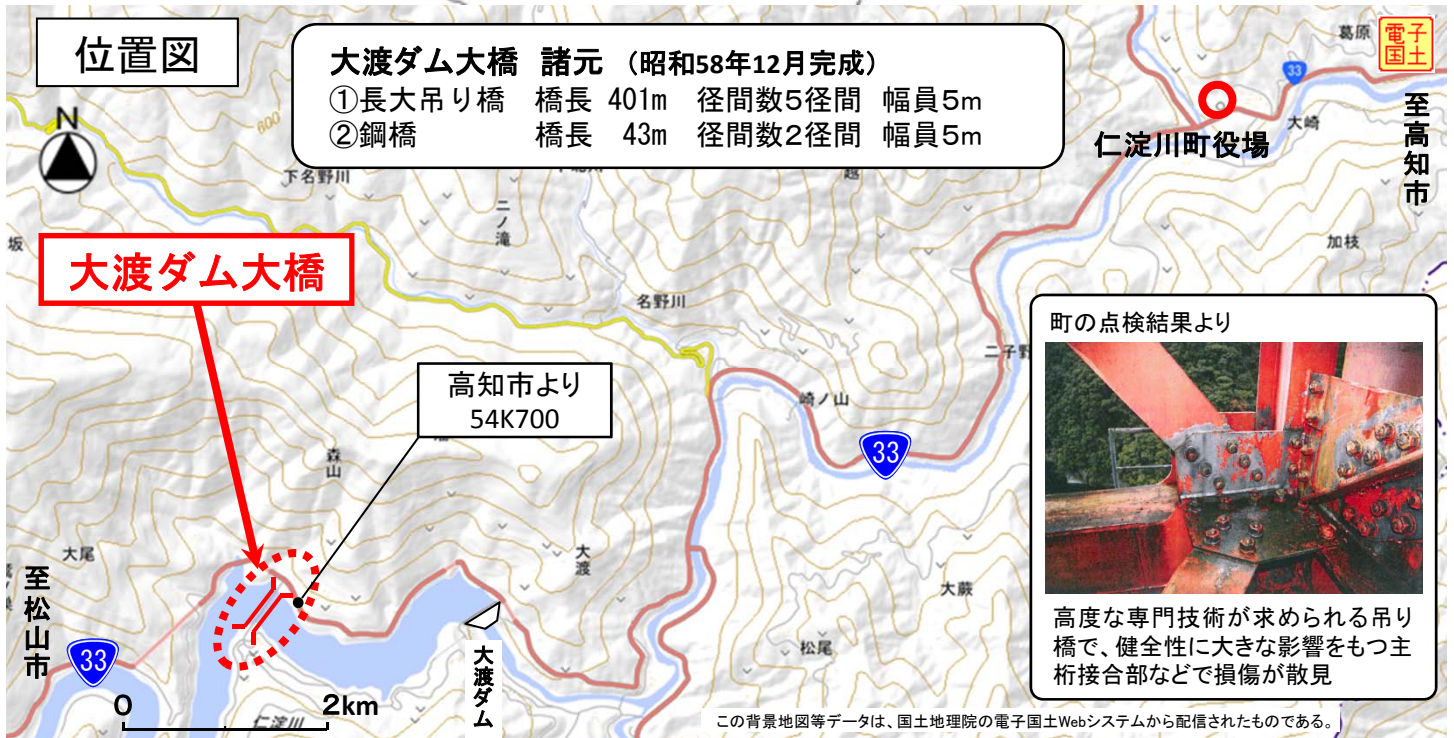 位置図
大渡ダム大橋 諸元 (昭和58年12月完成)
①長大吊り橋 橋長 401m 径間数5径間 幅員5m
②鋼橋 橋長 43m 径間数2径間 幅員5m
葛原
電子
国土
33
至高知市
大崎
仁淀川町役場
N
600
下名野川
二ノ滝
越
加枝
坂
大渡ダム大橋
名野川
町の点検結果より
二子野
高知市より
54K700
崎ノ山
33
森山
大尾
大渡
大蕨
高度な専門技術が求められる吊り
橋で、健全性に大きな影響をもつ主
桁接合部などで損傷が散見
至松山市
33
松尾
大渡ダム
0 2km
仁淀川
この背景地図等データは、国土地理院の電子国土Webシステムから配信されたものである。